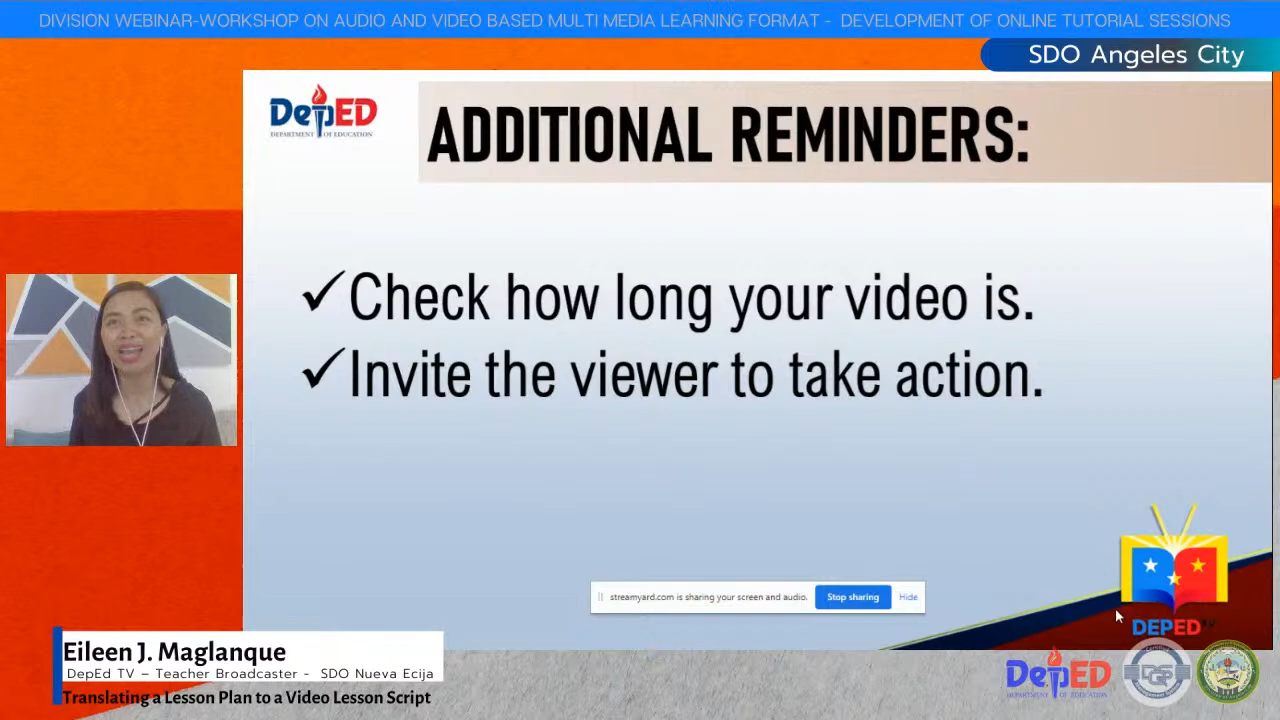 DIVISION WEBINAR-WORKSHOP ON AUDIO AND VIDEO BASED MULTI MEDIA LEARNING FORMAT - DEVELOPMENT OF ONLINE TUTORIAL SESSIONS
SDO Angeles City
DepED
DEPARTMENT OF EDUCATION
ADDITIONAL REMINDERS:
✓Check how long your video is.
✓Invite the viewer to take action.
streamyard.com is sharing your screen and audio. Stop sharing Hide
DEPED
Eileen J. Maglanque
DepEd TV – Teacher Broadcaster - SDO Nueva Ecija
Translating a Lesson Plan to a Video Lesson Script
DepED
DEPARTMENT OF EDUCATION